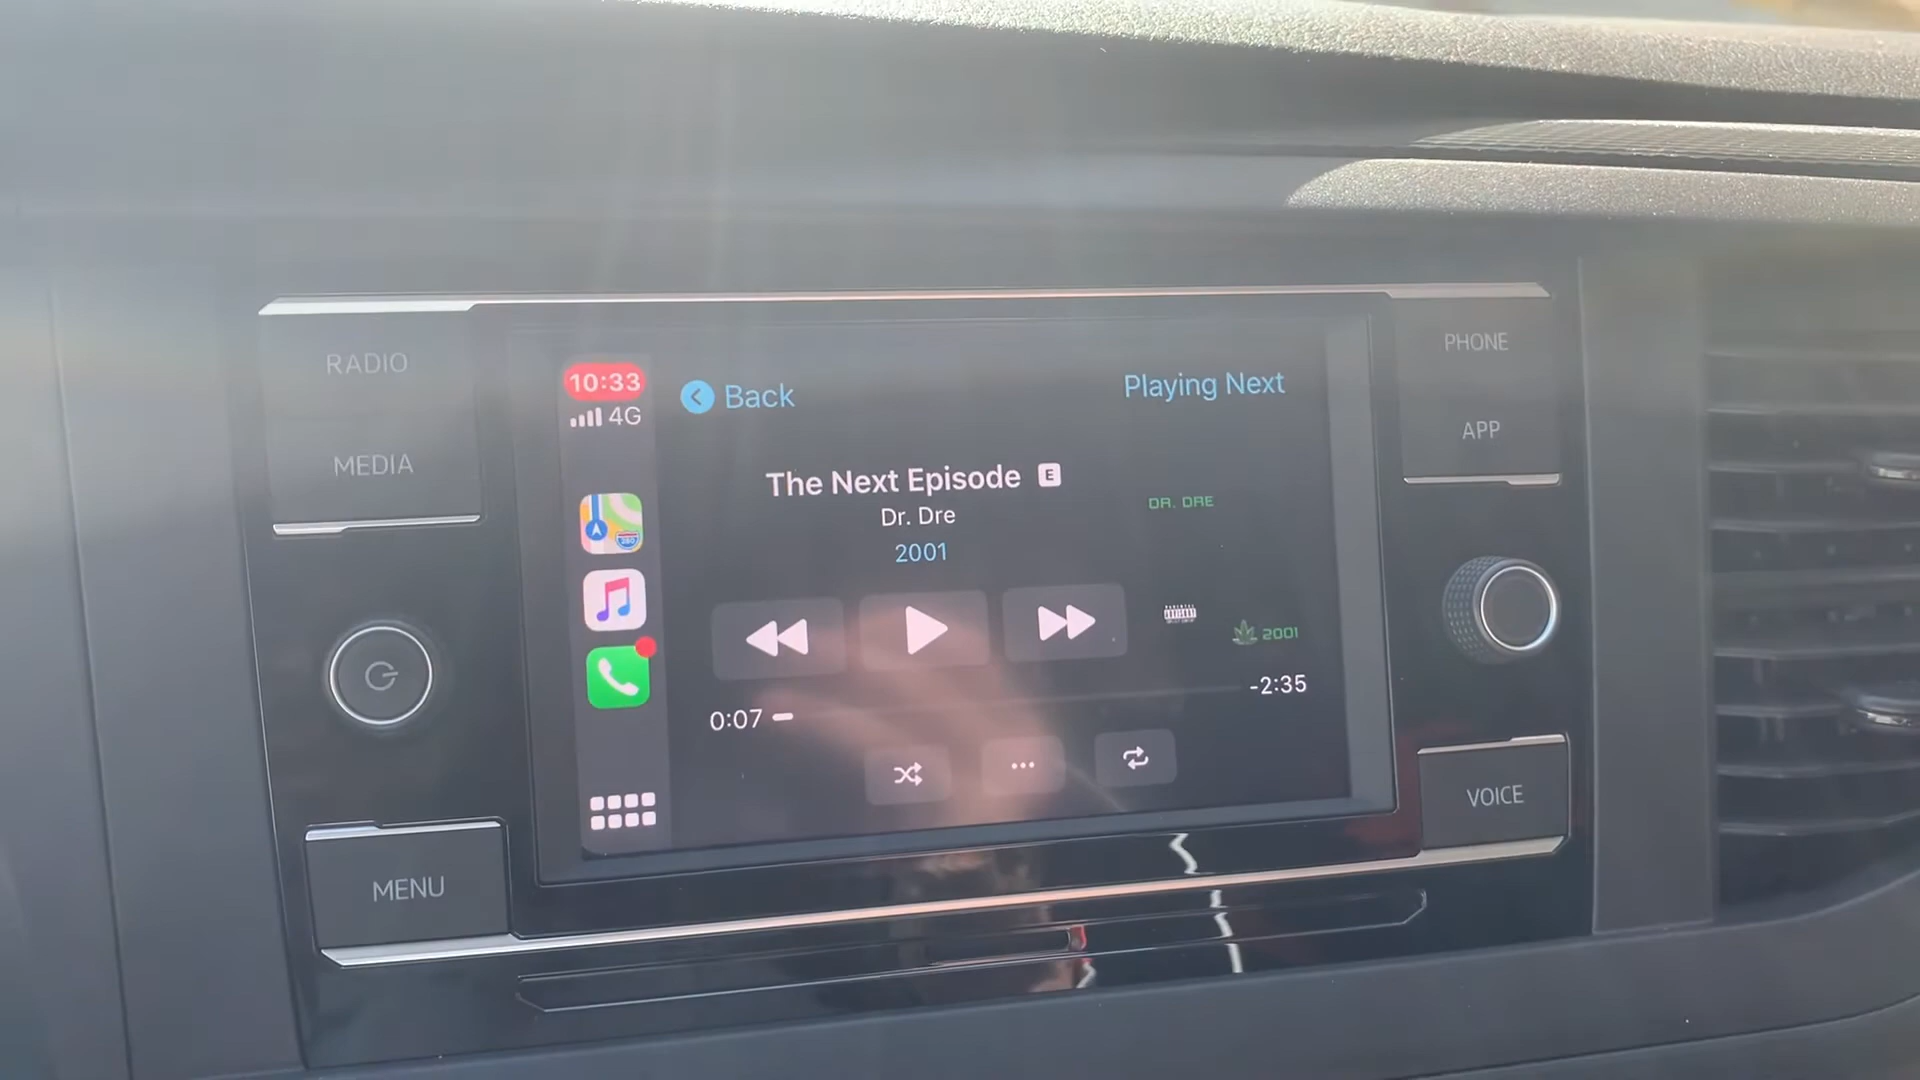 RADIO
MEDIA
MENU
10:33
4G
Back
Playing Next
The Next Episode E
Dr. Dre
2001
DR. DRE
ADVISORY
2001
0:07
-2:35
PHONE
APP
VOICE